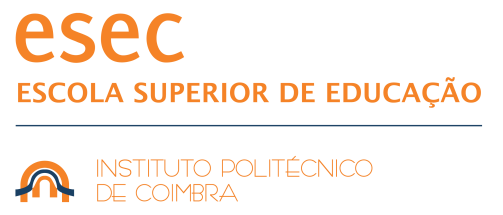 esec
ESCOLA SUPERIOR DE EDUCAÇÃO
INSTITUTO POLITÉCNICO
DE COIMBRA